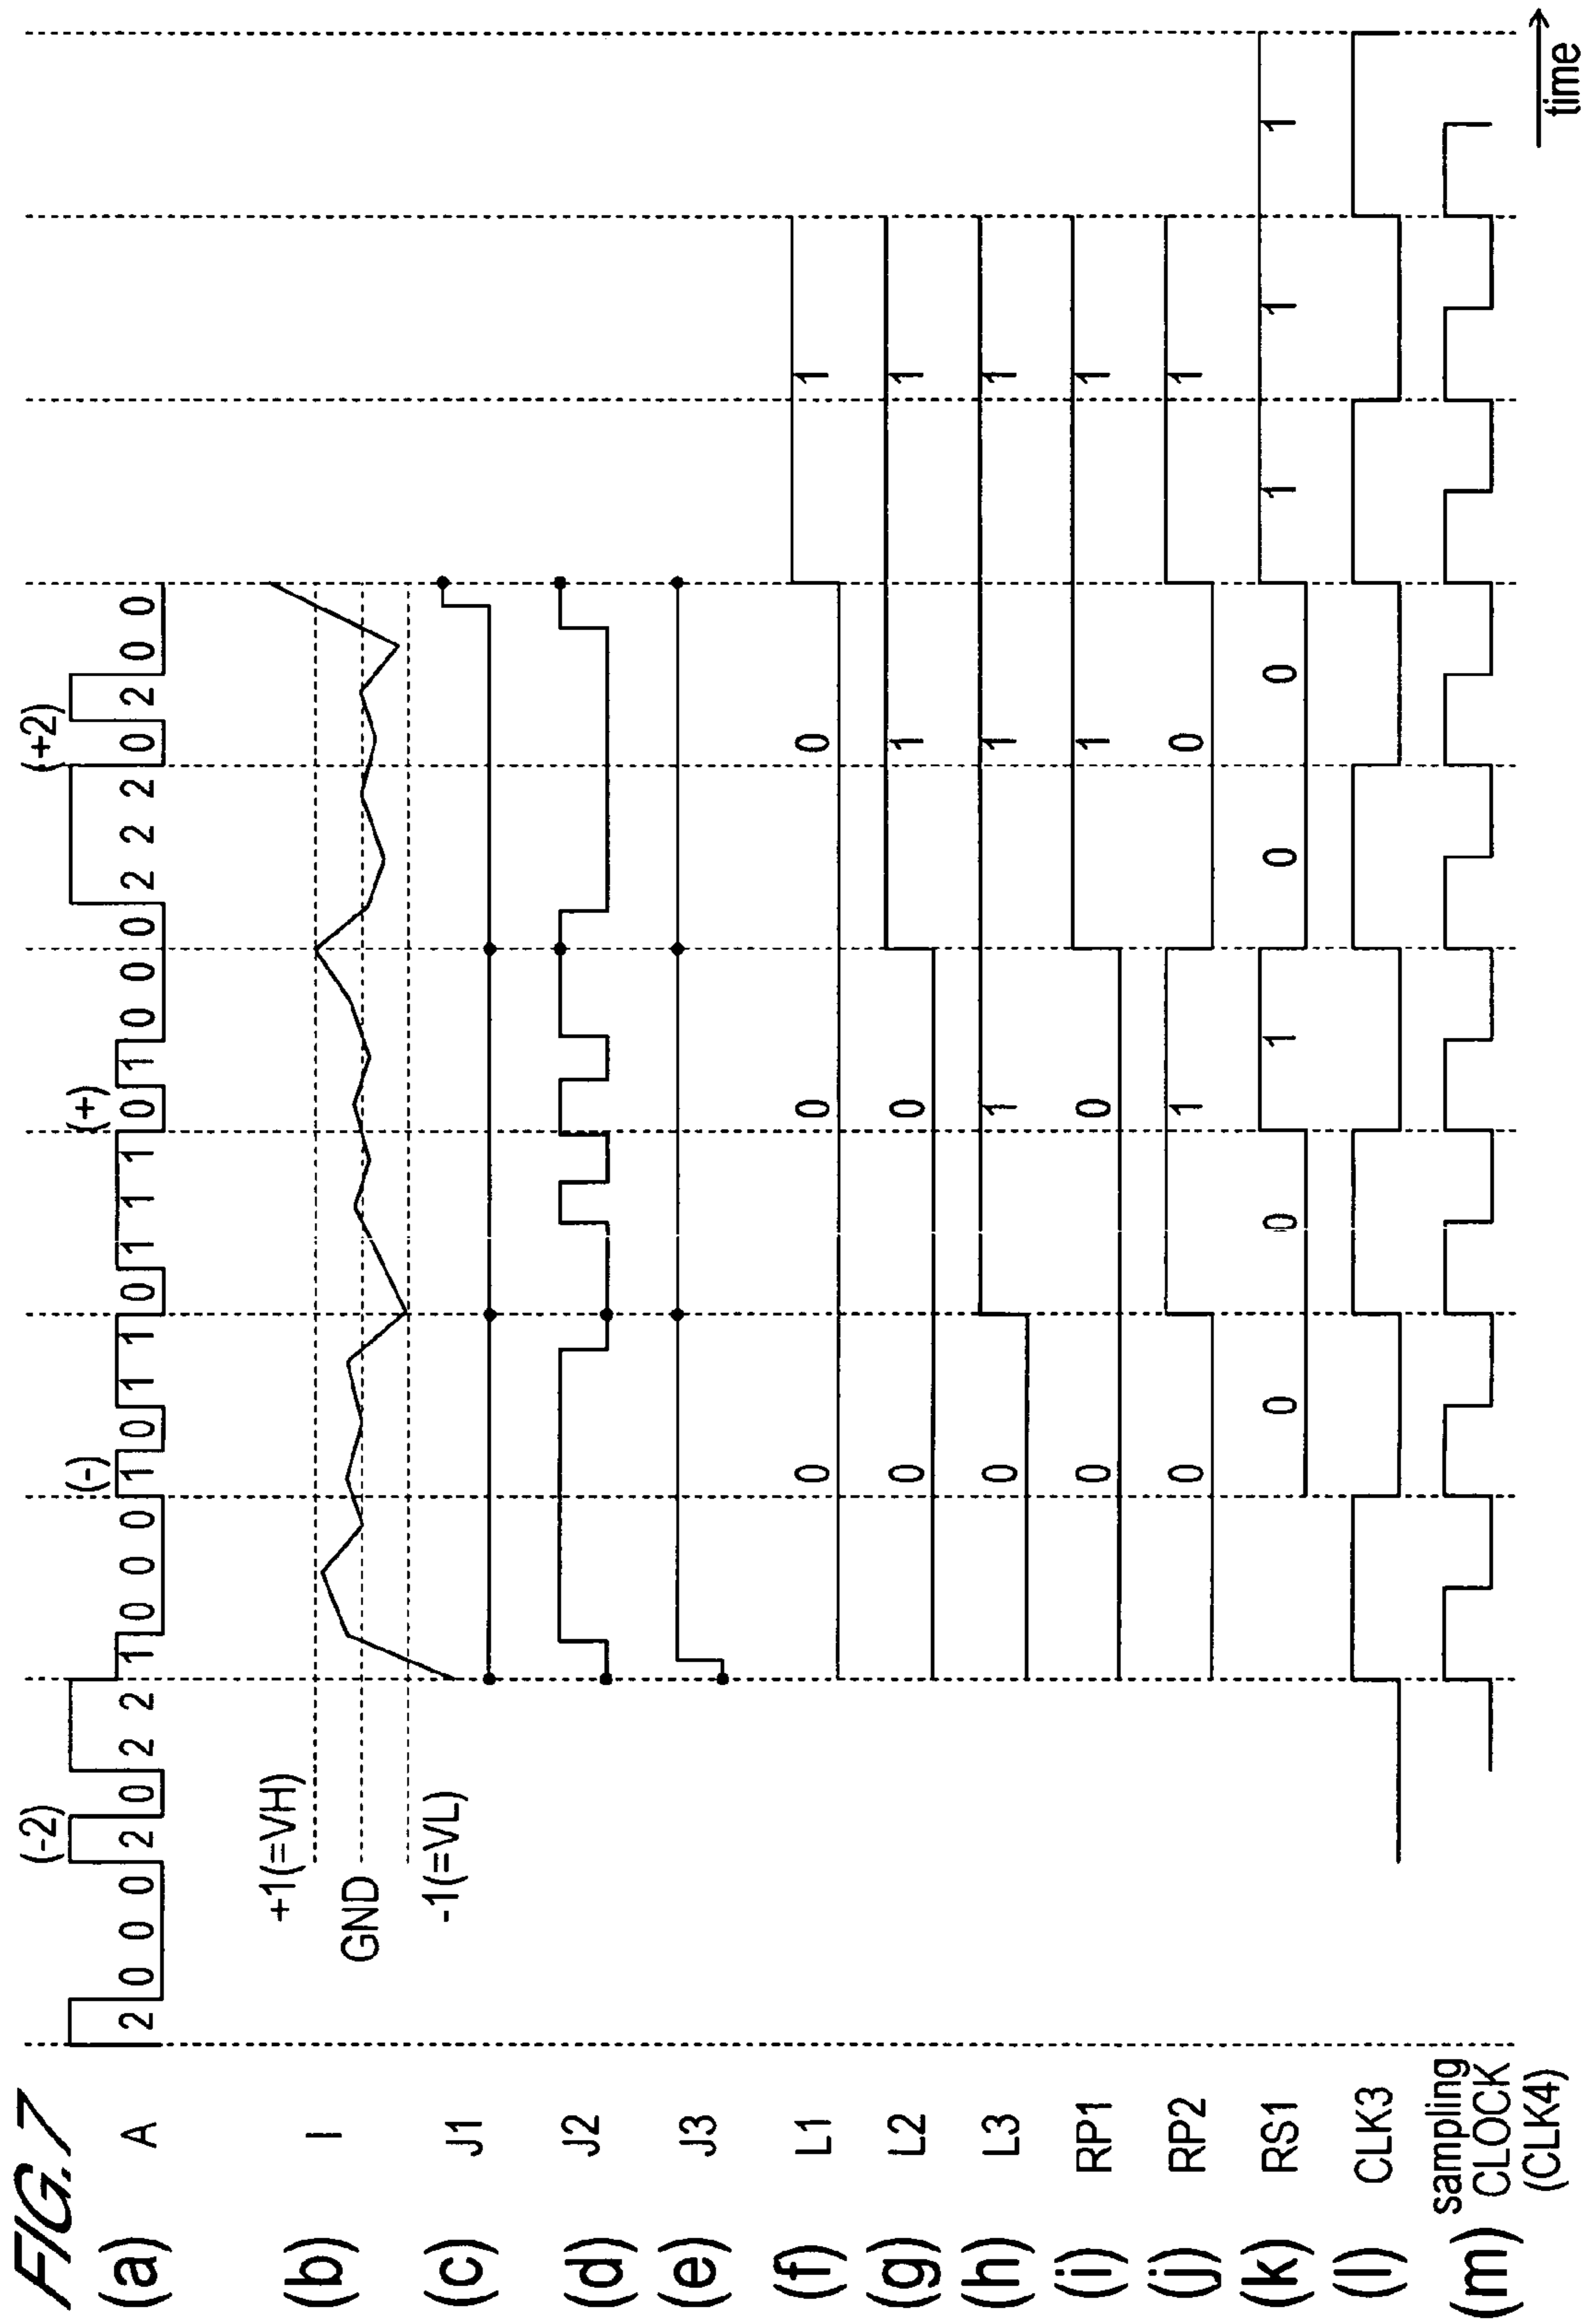 FIG. 7
(-2) (-) (+) (+2)
(a) A 2 0 0 0 2 0 2 2 1 0 0 0 1 0 1 1 0 1 1 1 0 1 0 0 0 2 2 2 0 2 0 0
+1(=VH)
(b) I GND
-1(=VL)
(c) J1
(d) J2
(e) J3
(f) L1 0 0 0 1
(g) L2 0 0 1 1
(h) L3 0 1 1 1
(i) RP1 0 0 1 1
(j) RP2 0 1 0 1
(k) RS1 0 0 1 0 0 1 1 1
(l) CLK3
(m) sampling
CLOCK
(CLK4)
time